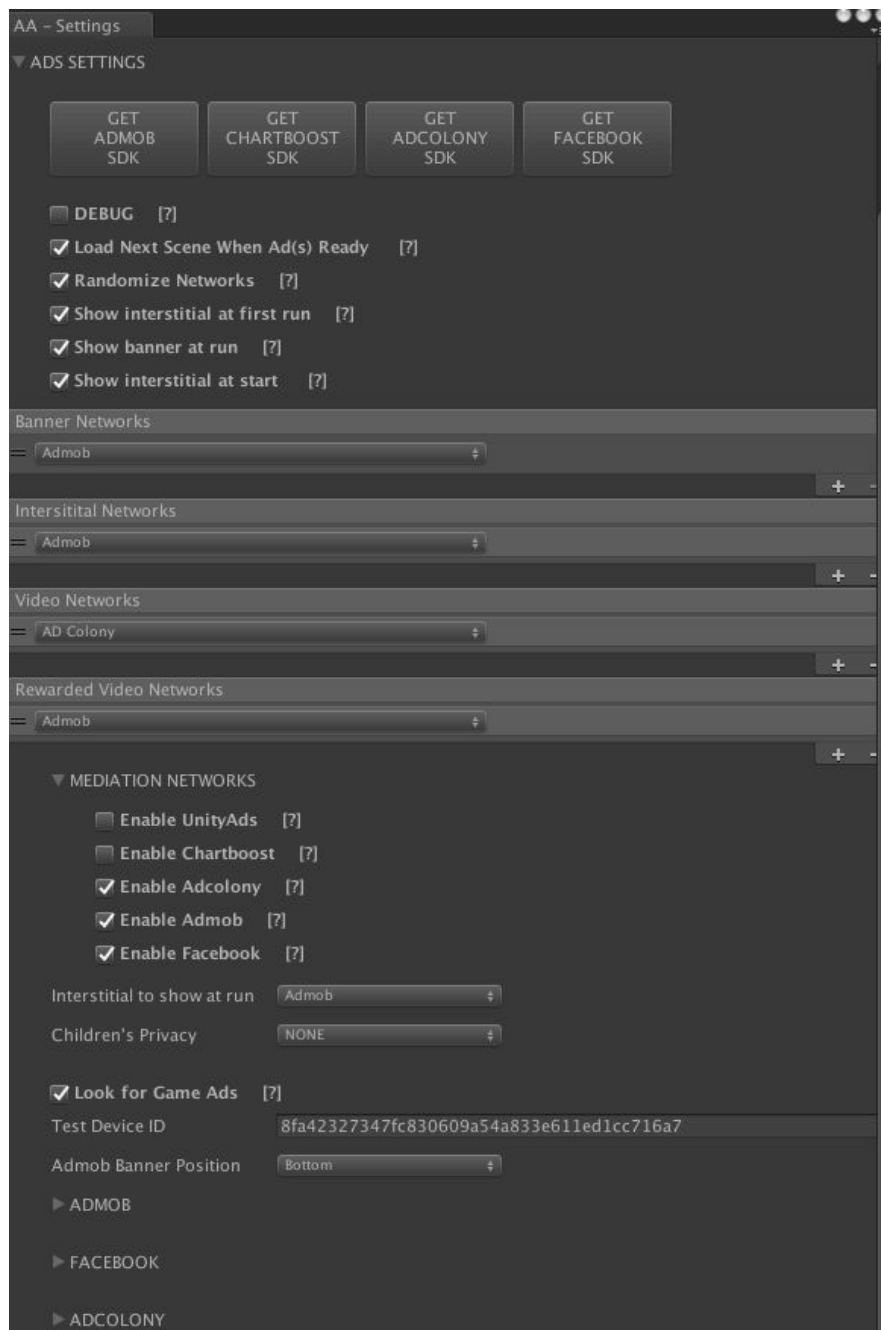 AA - Settings
ADS SETTINGS
GET ADMOB SDK
GET CHARTBOOST SDK
GET ADCOLONY SDK
GET FACEBOOK SDK
DEBUG [?]
Load Next Scene When Ad(s) Ready [?]
Randomize Networks [?]
Show interstitial at first run [?]
Show banner at run [?]
Show interstitial at start [?]
Banner Networks
Admob
+ -
Intersitital Networks
Admob
+ -
Video Networks
AD Colony
+ -
Rewarded Video Networks
Admob
+ -
MEDIATION NETWORKS
Enable UnityAds [?]
Enable Chartboost [?]
Enable Adcolony [?]
Enable Admob [?]
Enable Facebook [?]
Interstitial to show at run Admob
Children's Privacy NONE
Look for Game Ads [?]
Test Device ID 8fa42327347fc830609a54a833e611ed1cc716a7
Admob Banner Position Bottom
ADMOB
FACEBOOK
ADCOLONY